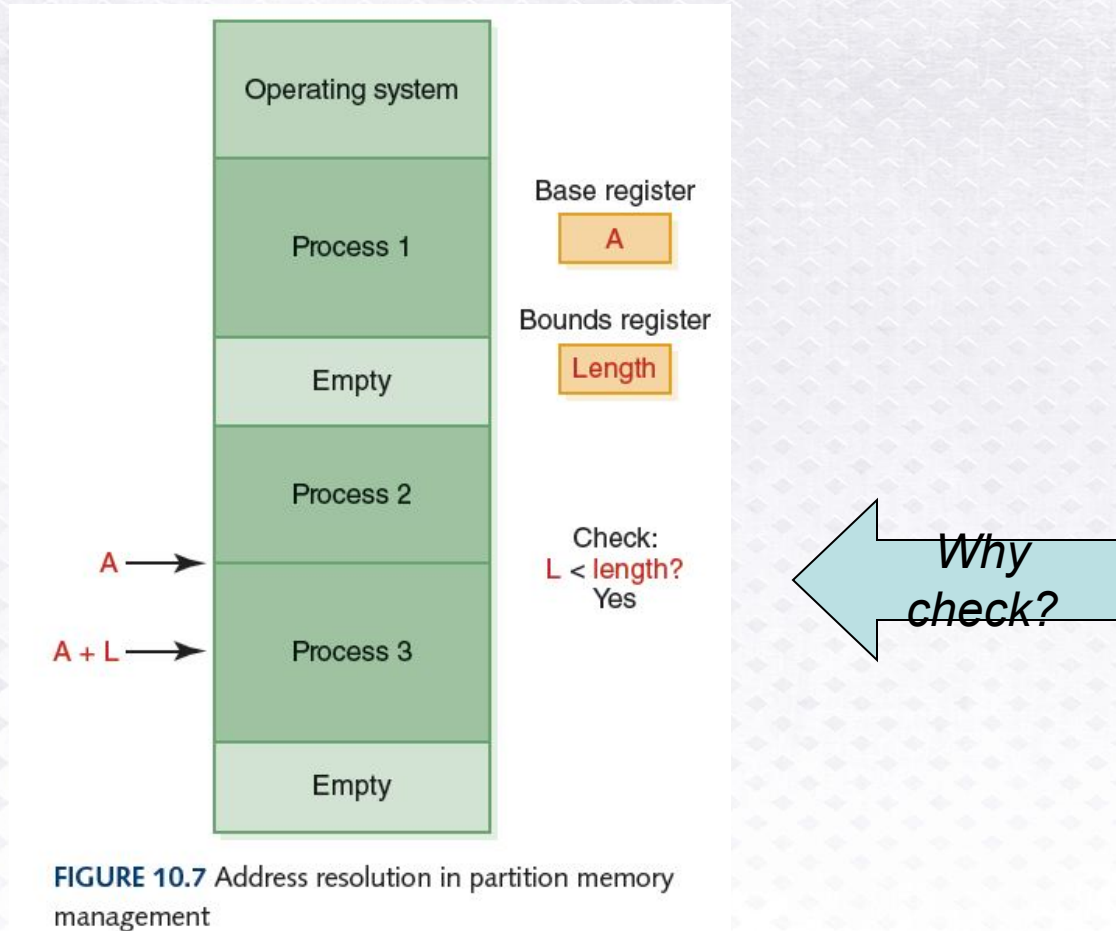 Operating system
Process 1
Empty
Process 2
Process 3
Empty
A
A + L
Base register
A
Bounds register
Length
Check:
L < length?
Yes
Why
check?
FIGURE 10.7 Address resolution in partition memory
management